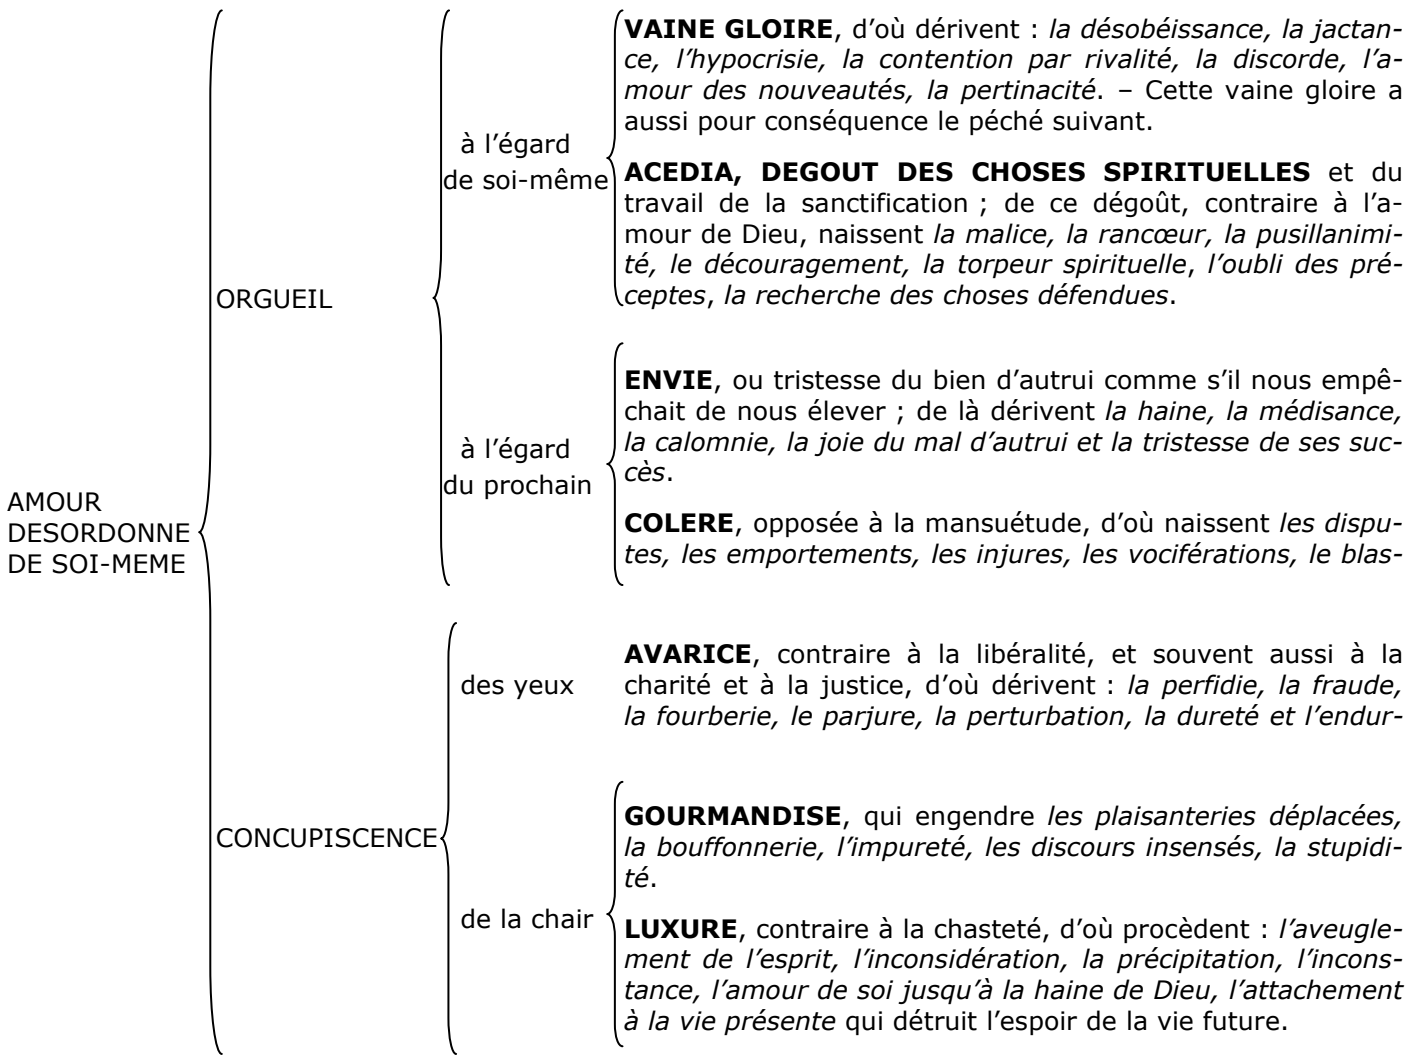 VAINE GLOIRE, d’où dérivent : la désobéissance, la jactan-
ce, l’hypocrisie, la contention par rivalité, la discorde, l’a-
mour des nouveautés, la pertinacité. – Cette vaine gloire a
aussi pour conséquence le péché suivant.
à l’égard
de soi-même
ACEDIA, DEGOUT DES CHOSES SPIRITUELLES et du
travail de la sanctification ; de ce dégoût, contraire à l’a-
mour de Dieu, naissent la malice, la rancœur, la pusillanimi-
té, le découragement, la torpeur spirituelle, l’oubli des pré-
ceptes, la recherche des choses défendues.
ORGUEIL
ENVIE, ou tristesse du bien d’autrui comme s’il nous empê-
chait de nous élever ; de là dérivent la haine, la médisance,
la calomnie, la joie du mal d’autrui et la tristesse de ses suc-
cès.
à l’égard
du prochain
COLERE, opposée à la mansuétude, d’où naissent les dispu-
tes, les emportements, les injures, les vociférations, le blas-
AMOUR
DESORDONNE
DE SOI-MEME
des yeux
AVARICE, contraire à la libéralité, et souvent aussi à la
charité et à la justice, d’où dérivent : la perfidie, la fraude,
la fourberie, le parjure, la perturbation, la dureté et l’endur-
CONCUPISCENCE
GOURMANDISE, qui engendre les plaisanteries déplacées,
la bouffonnerie, l’impureté, les discours insensés, la stupidi-
té.
de la chair
LUXURE, contraire à la chasteté, d’où procèdent : l’aveugle-
ment de l’esprit, l’inconsidération, la précipitation, l’incons-
tance, l’amour de soi jusqu’à la haine de Dieu, l’attachement
à la vie présente qui détruit l’espoir de la vie future.